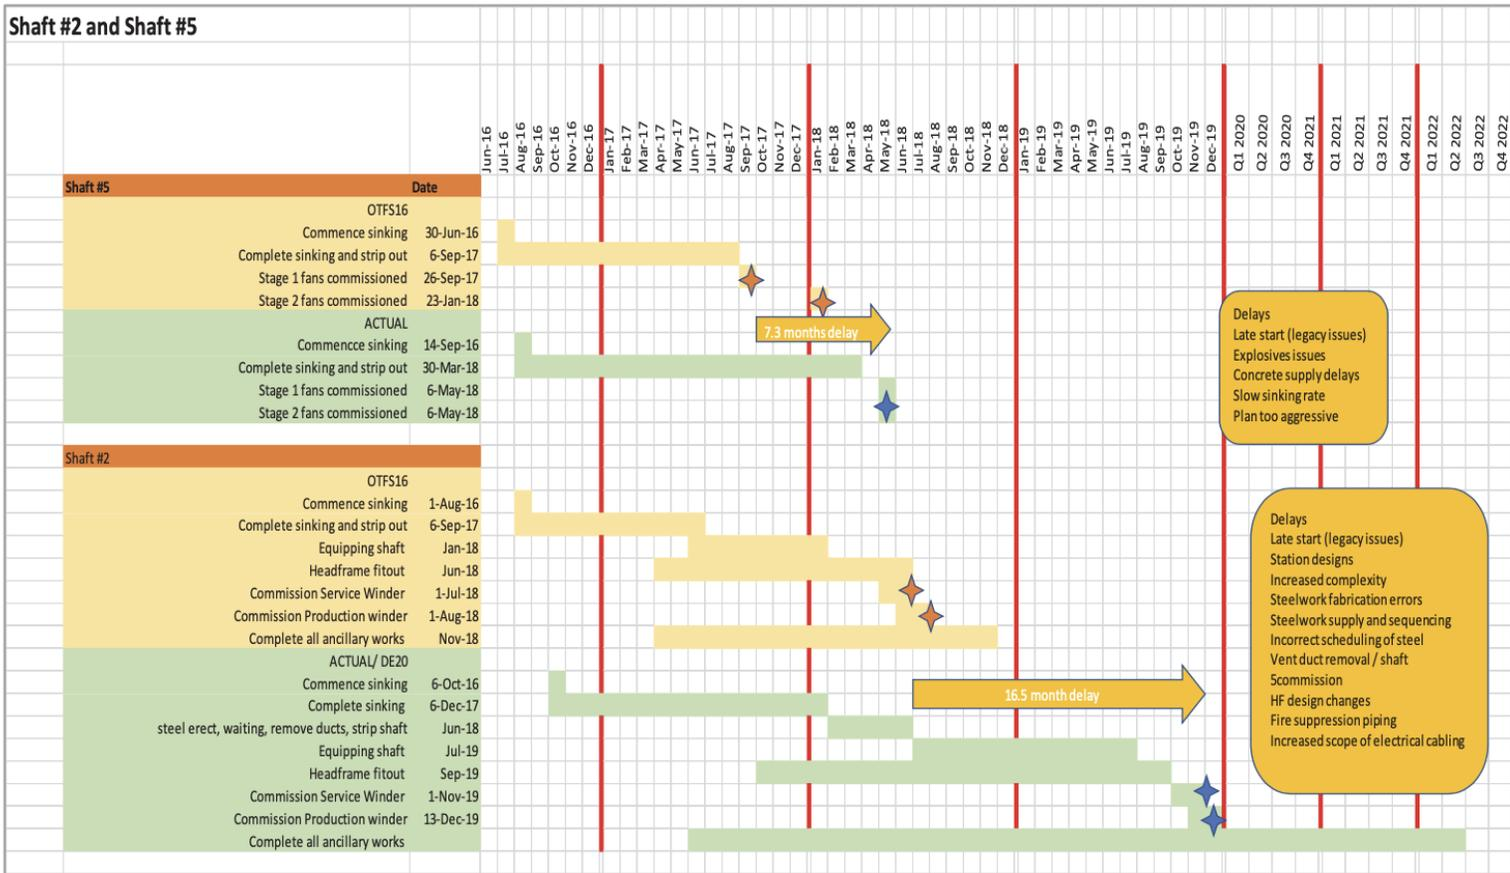 Shaft #2 and Shaft #5
Jun-16 Jul-16 Aug-16 Sep-16 Oct-16 Nov-16 Dec-16 Jan-17 Feb-17 Mar-17 Apr-17 May-17 Jun-17 Jul-17 Aug-17 Sep-17 Oct-17 Nov-17 Dec-17 Jan-18 Feb-18 Mar-18 Apr-18 May-18 Jun-18 Jul-18 Aug-18 Sep-18 Oct-18 Nov-18 Dec-18 Jan-19 Feb-19 Mar-19 Apr-19 May-19 Jun-19 Jul-19 Aug-19 Sep-19 Oct-19 Nov-19 Dec-19 Q1 2020 Q2 2020 Q3 2020 Q4 2021 Q1 2021 Q2 2021 Q3 2021 Q4 2021 Q1 2022 Q2 2022 Q3 2022 Q4 2022
Shaft #5 Date
OTFS16
Commence sinking 30-Jun-16
Complete sinking and strip out 6-Sep-17
Stage 1 fans commissioned 26-Sep-17
Stage 2 fans commissioned 23-Jan-18
ACTUAL
7.3 months delay
Commencce sinking 14-Sep-16
Complete sinking and strip out 30-Mar-18
Stage 1 fans commissioned 6-May-18
Stage 2 fans commissioned 6-May-18
Delays
Late start (legacy issues)
Explosives issues
Concrete supply delays
Slow sinking rate
Plan too aggressive
Shaft #2
OTFS16
Commence sinking 1-Aug-16
Complete sinking and strip out 6-Sep-17
Equipping shaft Jan-18
Headframe fitout Jun-18
Commission Service Winder 1-Jul-18
Commission Production winder 1-Aug-18
Complete all ancillary works Nov-18
ACTUAL/ DE20
Commence sinking 6-Oct-16
16.5 month delay
Complete sinking 6-Dec-17
steel erect, waiting, remove ducts, strip shaft Jun-18
Equipping shaft Jul-19
Headframe fitout Sep-19
Commission Service Winder 1-Nov-19
Commission Production winder 13-Dec-19
Complete all ancillary works
Delays
Late start (legacy issues)
Station designs
Increased complexity
Steelwork fabrication errors
Steelwork supply and sequencing
Incorrect scheduling of steel
Vent duct removal / shaft
5commission
HF design changes
Fire suppression piping
Increased scope of electrical cabling